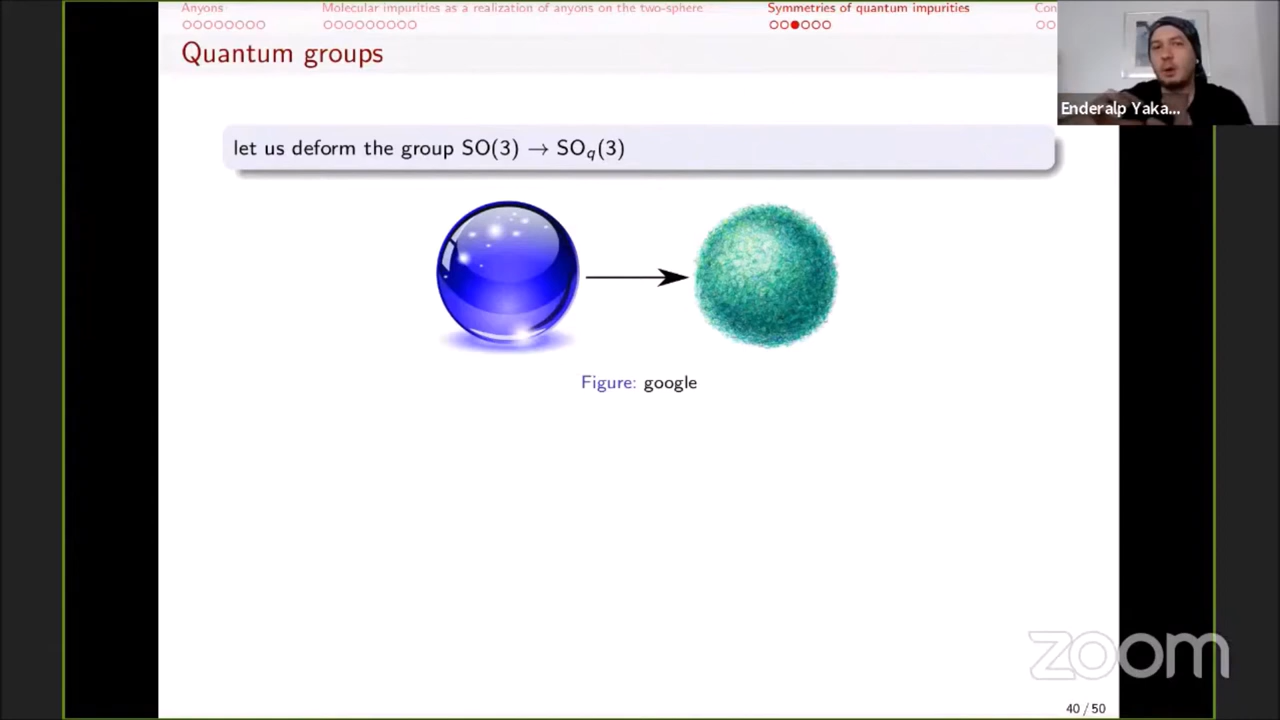 Anyons
Molecular impurities as a realization of anyons on the two-sphere
Symmetries of quantum impurities
Con
Quantum groups
Enderalp Yaka...
let us deform the group SO(3) → SO_q(3)
Figure: google
zoom
40 / 50